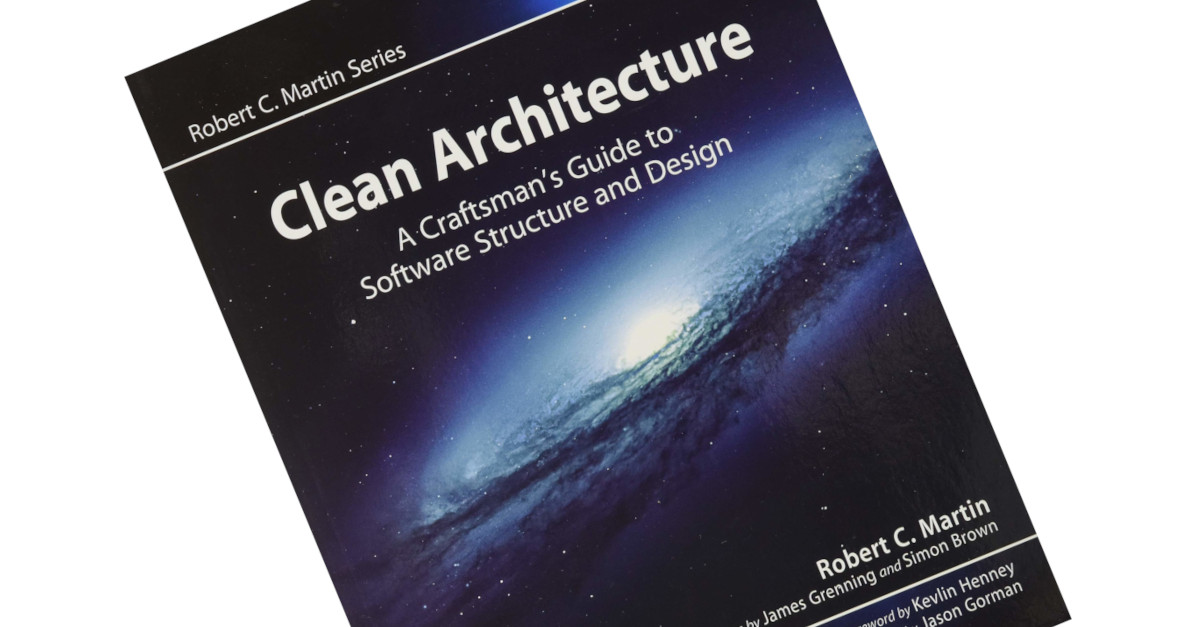 Robert C. Martin Series
Clean Architecture
A Craftsman's Guide to
Software Structure and Design
Robert C. Martin
by James Grenning and Simon Brown
by Kevlin Henney
Jason Gorman